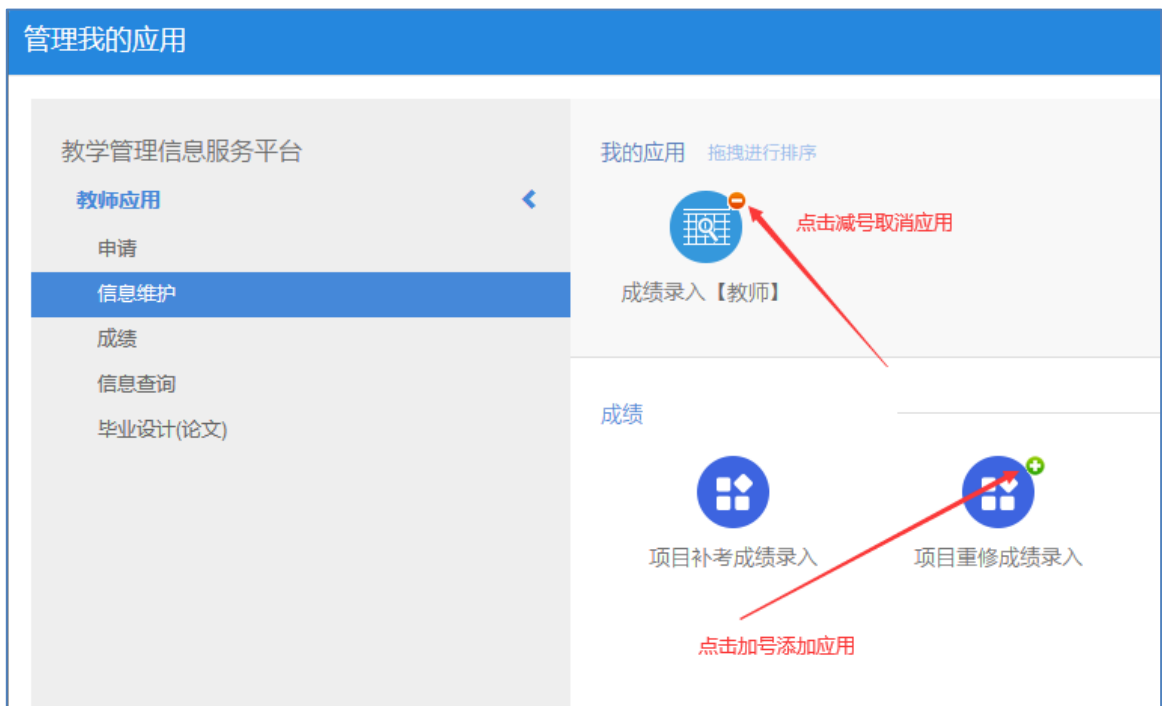 管理我的应用
教学管理信息服务平台
教师应用
申请
信息维护
成绩
信息查询
毕业设计(论文)
我的应用 拖拽进行排序
点击减号取消应用
成绩录入【教师】
成绩
项目补考成绩录入 项目重修成绩录入
点击加号添加应用